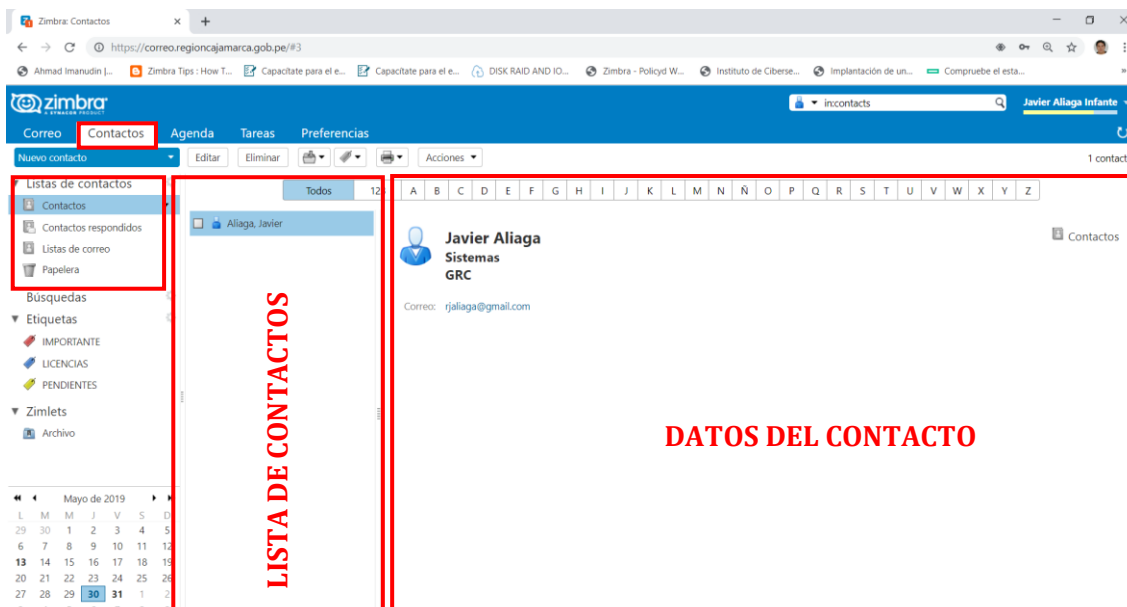 Zimbra: Contactos
https://correo.regioncajamarca.gob.pe/#3
Ahmad Imanudin |... Zimbra Tips : How T... Capacítate para el e... Capacítate para el e... DISK RAID AND IO... Zimbra - Policyd W... Instituto de Ciberse... Implantación de un... Compruebe el esta...
zimbra
A SYNACOR PRODUCT
in:contacts
Javier Aliaga Infante
Correo Contactos Agenda Tareas Preferencias
Nuevo contacto Editar Eliminar Acciones 1 contact
Listas de contactos
Contactos
Contactos respondidos
Listas de correo
Papelera
Búsquedas
Etiquetas
IMPORTANTE
LICENCIAS
PENDIENTES
Zimlets
Archivo
Mayo de 2019
L M M J V S D
29 30 1 2 3 4 5
6 7 8 9 10 11 12
13 14 15 16 17 18 19
20 21 22 23 24 25 26
27 28 29 30 31 1 2
Todos 123 A B C D E F G H I J K L M N Ñ O P Q R S T U V W X Y Z
Aliaga, Javier
LISTA DE CONTACTOS
Javier Aliaga
Sistemas
GRC
Contactos
Correo: rjaliaga@gmail.com
DATOS DEL CONTACTO